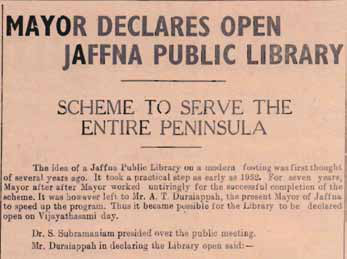 MAYOR DECLARES OPEN
JAFFNA PUBLIC LIBRARY
SCHEME TO SERVE THE
ENTIRE PENINSULA
The idea of a Jaffna Public Library on a modern footing was first thought
of several years ago. It took a practical step as early as 1952. For seven years,
Mayor after after Mayor worked untiringly for the successful completion of the
scheme. It was however left to Mr. A. T. Duraiappah, the present Mayor of Jaffna
to speed up the program. Thus it became possible for the Library to be declared
open on Vijayathasami day.
Dr. S. Subramaniam presided over the public meeting.
Mr. Duraiappah in declaring the Library open said:—